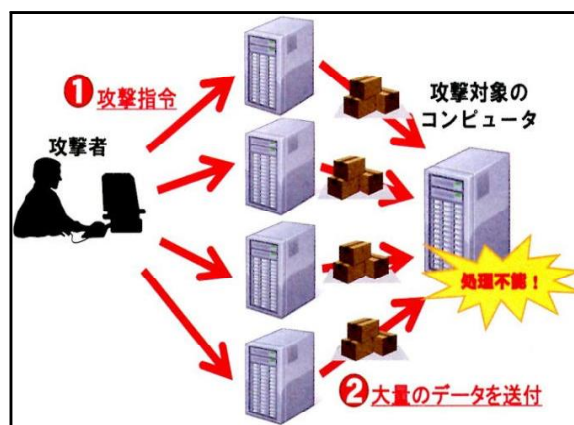 ❶攻撃指令
攻撃者
攻撃対象の
コンピュータ
処理不能！
❷大量のデータを送付